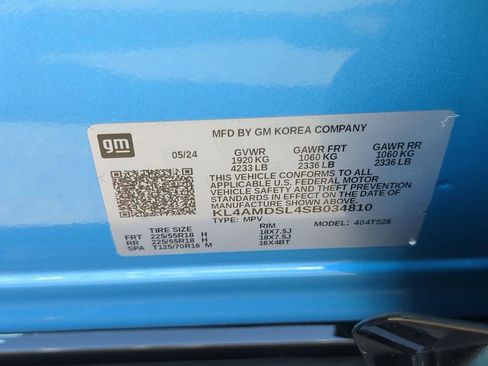 gm
MFD BY GM KOREA COMPANY
05/24 GVWR GAWR FRT GAWR RR
1920 KG 1060 KG 1060 KG
4233 LB 2336 LB 2336 LB
THIS VEHICLE CONFORMS TO ALL
APPLICABLE U.S. FEDERAL MOTOR
VEHICLE SAFETY AND THEFT PREVENTION
STANDARDS IN EFFECT ON THE DATE OF
MANUFACTURE SHOWN ABOVE.
KL4AMDSL4SB034810
TYPE: MPV MODEL: 404TS26
TIRE SIZE RIM
FRT 225/55R18 H 18X7.5J
RR 225/55R18 H 18X7.5J
SPA T125/70R16 M 16X4BT